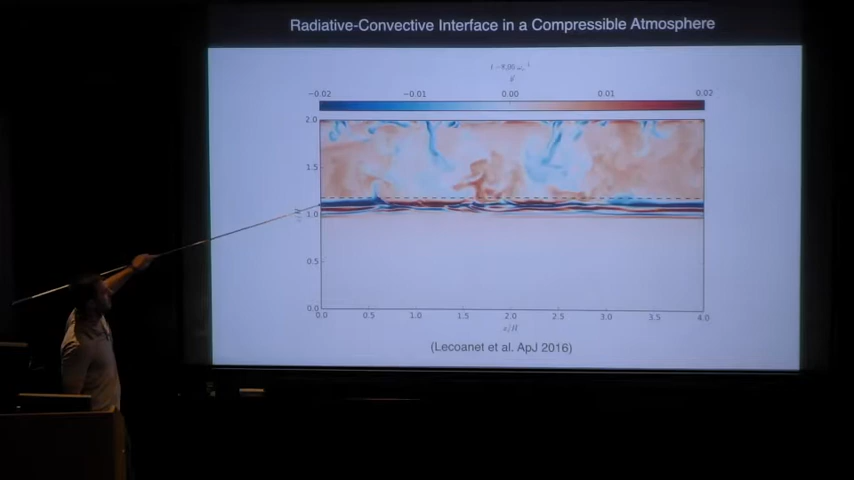 Radiative-Convective Interface in a Compressible Atmosphere
−0.02 −0.01 0.00 0.01 0.02
2.0
1.5
1.0
0.5
0.0
0.0 0.5 1.0 1.5 2.0 2.5 3.0 3.5 4.0
x/H
(Lecoanet et al. ApJ 2016)